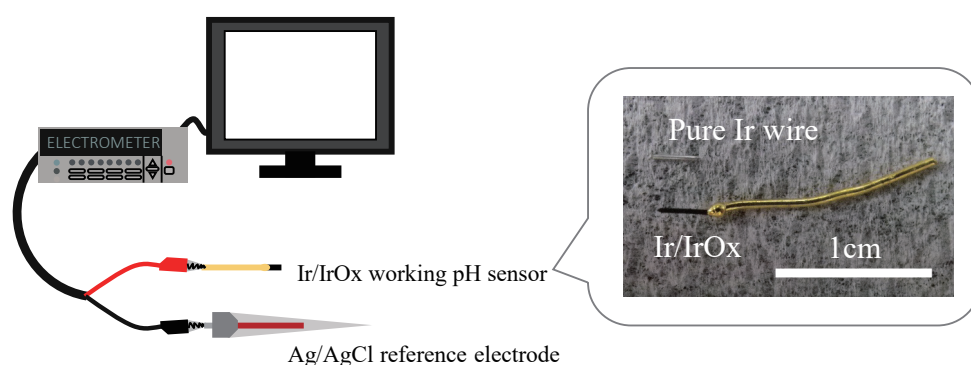 ELECTROMETER
Pure Ir wire
Ir/IrOx
1cm
Ir/IrOx working pH sensor
Ag/AgCl reference electrode